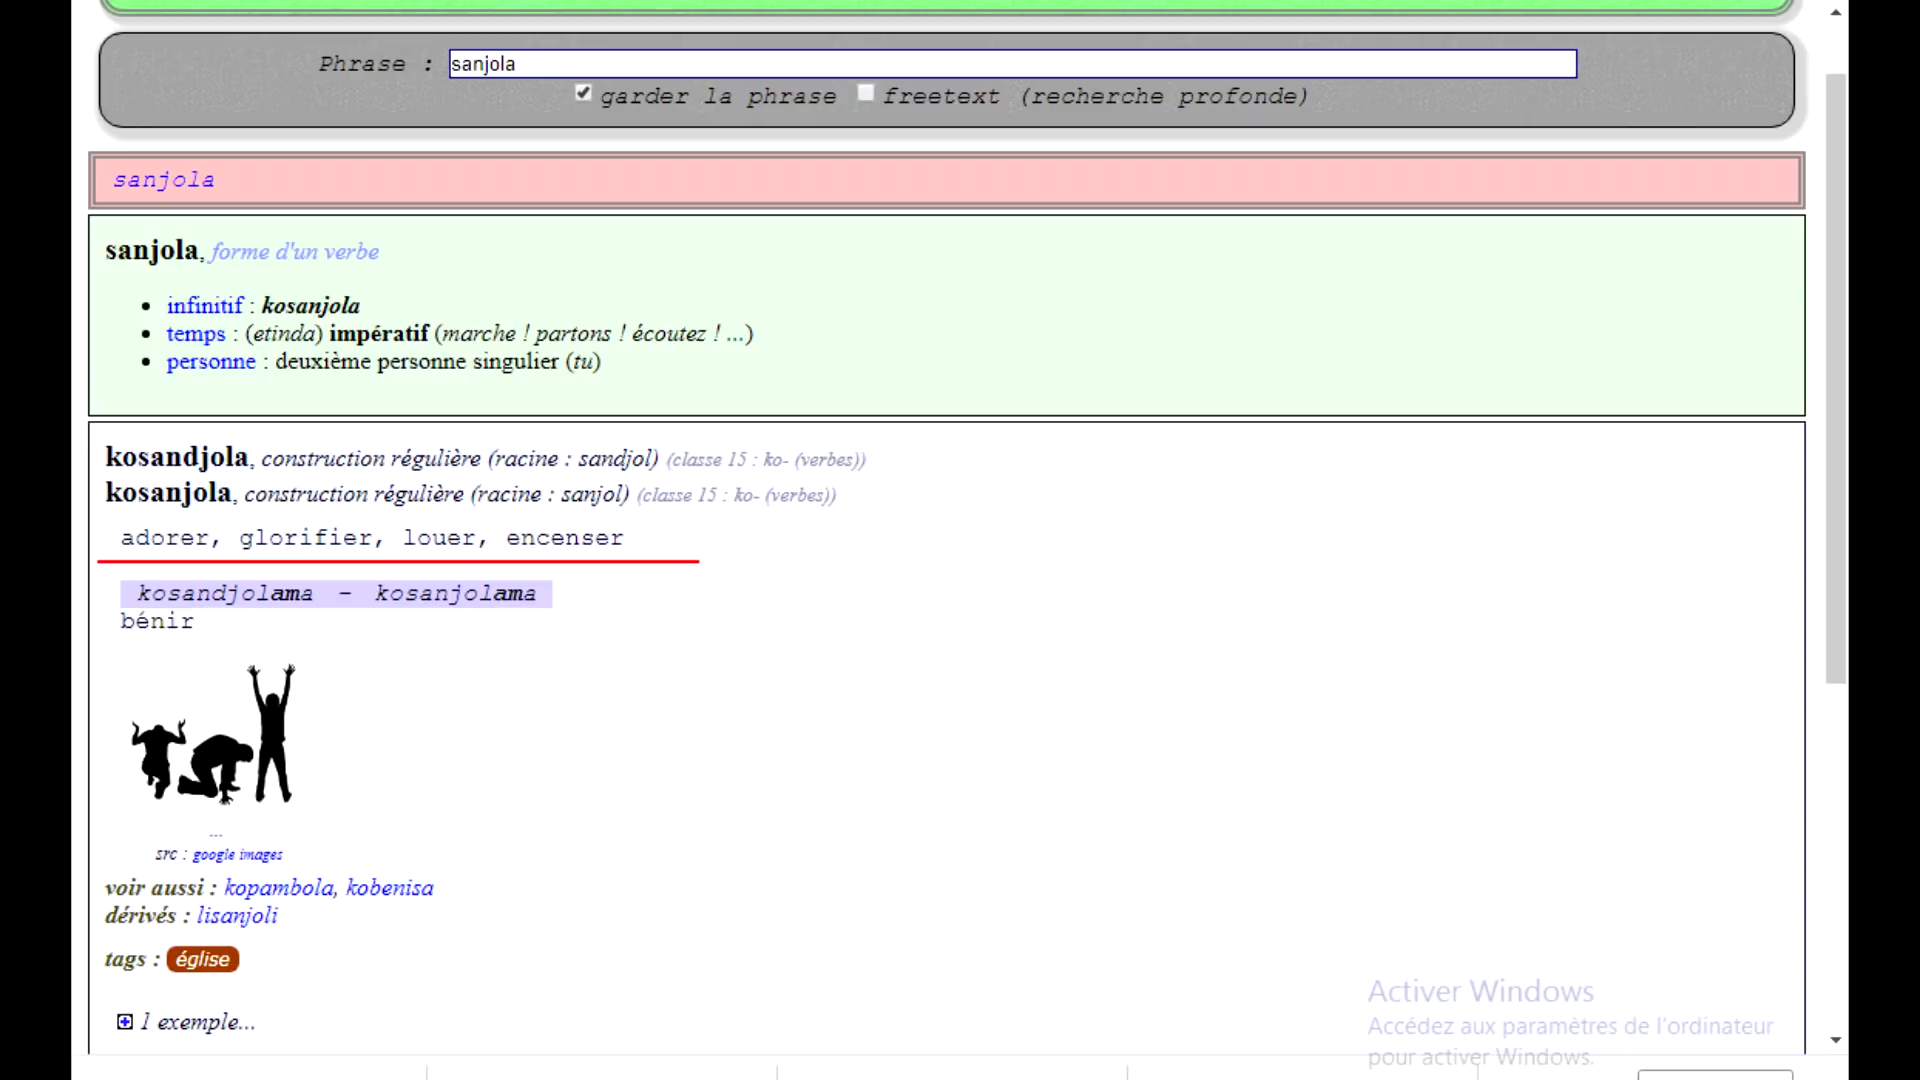 Phrase : sanjola
garder la phrase freetext (recherche profonde)
sanjola
sanjola, forme d'un verbe
infinitif : kosanjola
temps : (etinda) impératif (marche ! partons ! écoutez ! ...)
personne : deuxième personne singulier (tu)
kosandjola, construction régulière (racine : sandjol) (classe 15 : ko- (verbes))
kosanjola, construction régulière (racine : sanjol) (classe 15 : ko- (verbes))
adorer, glorifier, louer, encenser
kosandjolama - kosanjolama
bénir
...
src : google images
voir aussi : kopambola, kobenisa
dérivés : lisanjoli
tags : église
1 exemple...
Activer Windows
Accédez aux paramètres de l'ordinateur
pour activer Windows.